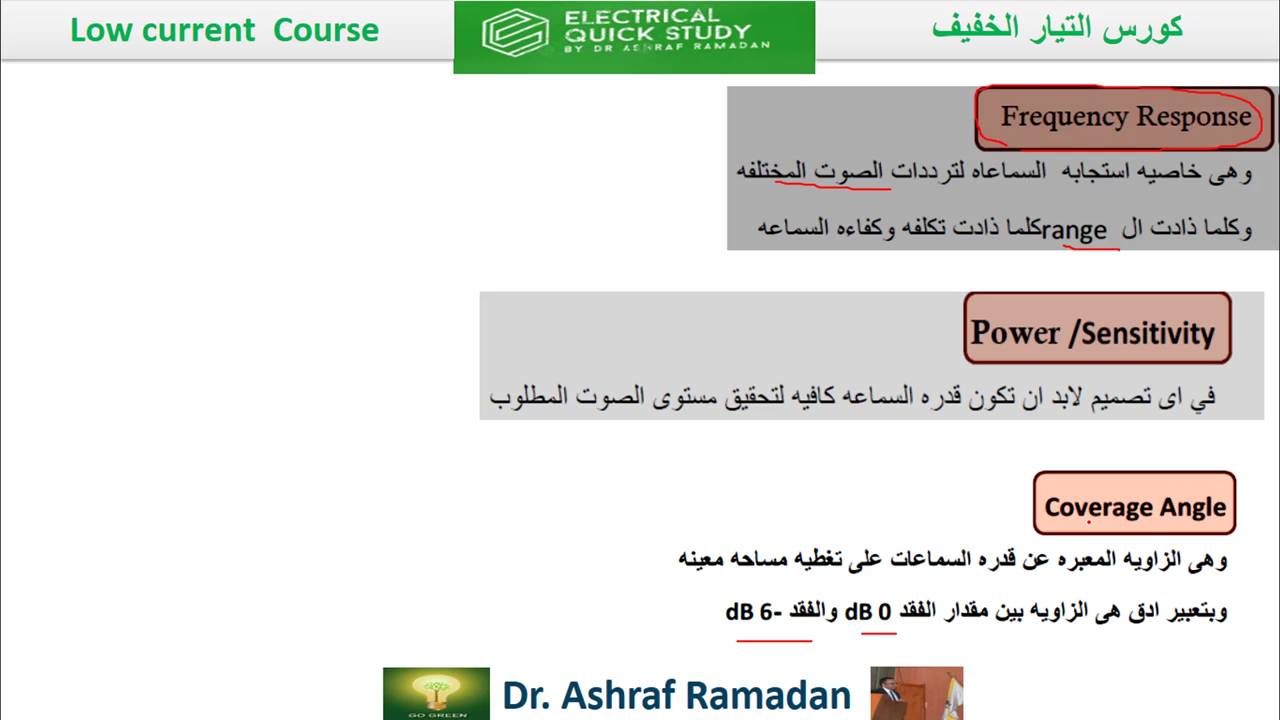 Low current Course
ELECTRICAL
QUICK STUDY
BY DR ASHRAF RAMADAN
كورس التيار الخفيف
Frequency Response
وهى خاصيه استجابه السماعاه لترددات الصوت المختلفه
وكلما ذادت ال rangeكلما ذادت تكلفه وكفاءه السماعه
Power /Sensitivity
في اى تصميم لابد ان تكون قدره السماعه كافيه لتحقيق مستوى الصوت المطلوب
Coverage Angle
وهى الزاويه المعبره عن قدره السماعات على تغطيه مساحه معينه
وبتعبير ادق هى الزاويه بين مقدار الفقد 0 dB والفقد -6 dB
GO GREEN
Dr. Ashraf Ramadan